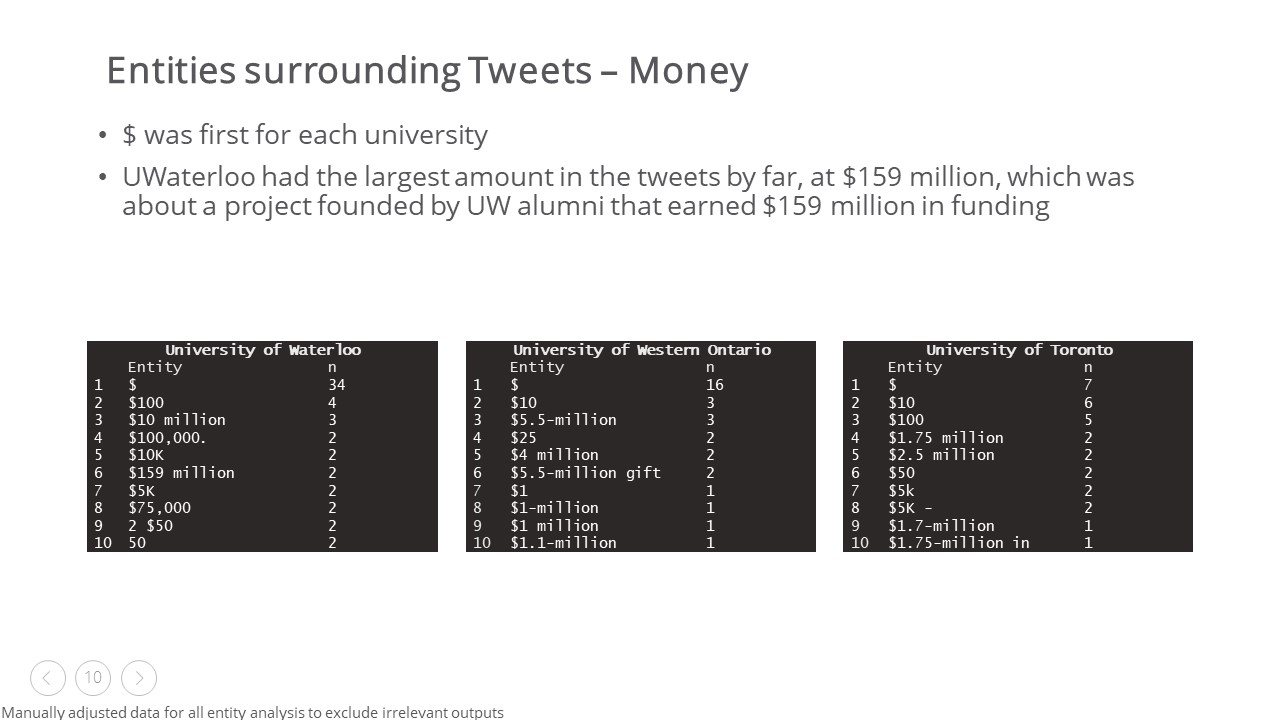 Entities surrounding Tweets – Money
• $ was first for each university
• UWaterloo had the largest amount in the tweets by far, at $159 million, which was
about a project founded by UW alumni that earned $159 million in funding
University of Waterloo
Entity n
1 $ 34
2 $100 4
3 $10 million 3
4 $100,000. 2
5 $10K 2
6 $159 million 2
7 $5K 2
8 $75,000 2
9 2 $50 2
10 50 2
University of Western Ontario
Entity n
1 $ 16
2 $10 3
3 $5.5-million 3
4 $25 2
5 $4 million 2
6 $5.5-million gift 2
7 $1 1
8 $1-million 1
9 $1 million 1
10 $1.1-million 1
University of Toronto
Entity n
1 $ 7
2 $10 6
3 $100 5
4 $1.75 million 2
5 $2.5 million 2
6 $50 2
7 $5k 2
8 $5K - 2
9 $1.7-million 1
10 $1.75-million in 1
10
Manually adjusted data for all entity analysis to exclude irrelevant outputs